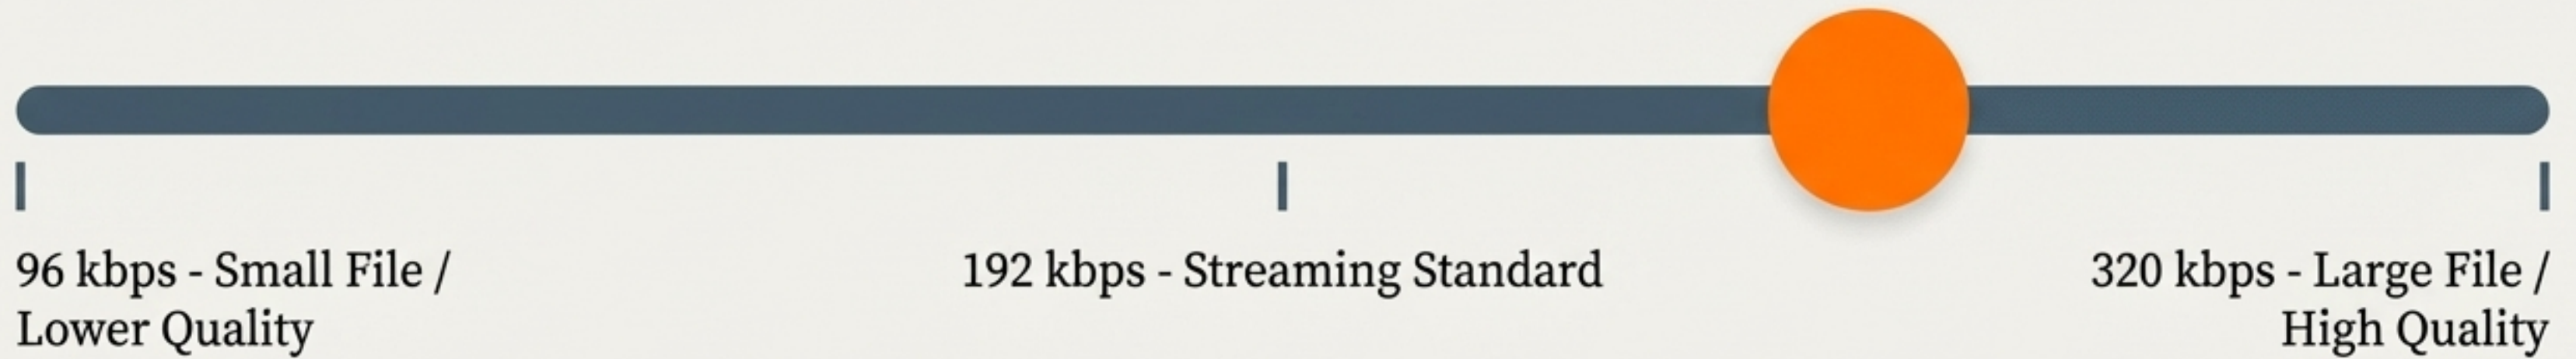 96 kbps - Small File /
Lower Quality
192 kbps - Streaming Standard
320 kbps - Large File /
High Quality